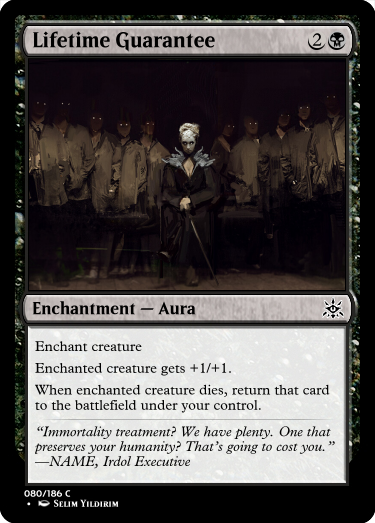 Lifetime Guarantee 2
Enchantment — Aura
Enchant creature
Enchanted creature gets +1/+1.
When enchanted creature dies, return that card
to the battlefield under your control.
“Immortality treatment? We have plenty. One that
preserves your humanity? That's going to cost you.”
—NAME, Irdol Executive
080/186 C
• Selim Yildirim